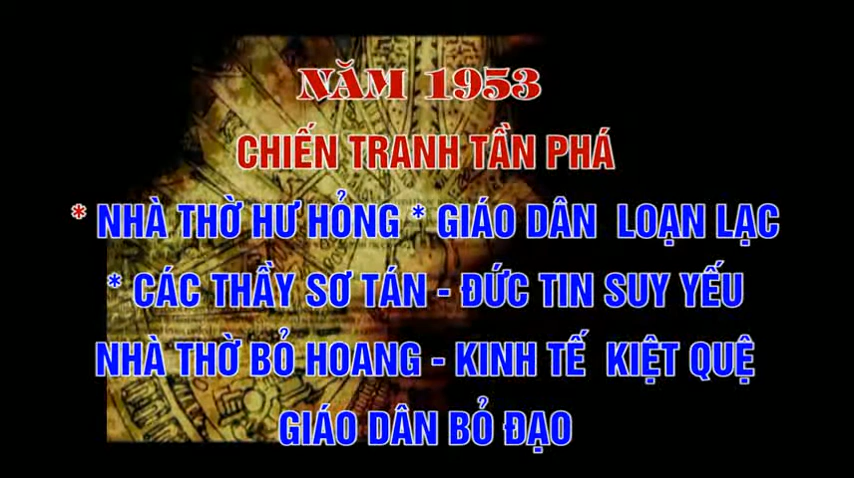 NĂM 1953
CHIẾN TRANH TẦN PHÁ
* NHÀ THỜ HƯ HỎNG * GIÁO DÂN LOẠN LẠC
* CÁC THẦY SƠ TÁN - ĐỨC TIN SUY YẾU
NHÀ THỜ BỎ HOANG - KINH TẾ KIỆT QUỆ
GIÁO DÂN BỎ ĐẠO